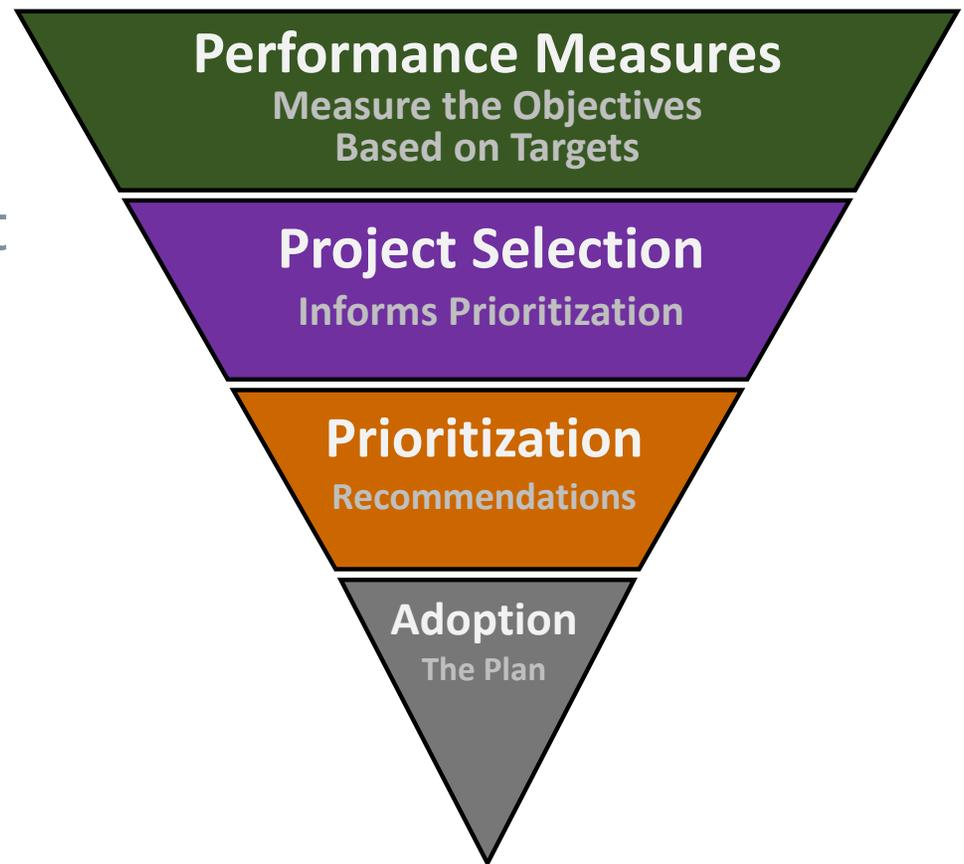 Performance Measures
Measure the Objectives
Based on Targets
t
Project Selection
Informs Prioritization
Prioritization
Recommendations
Adoption
The Plan